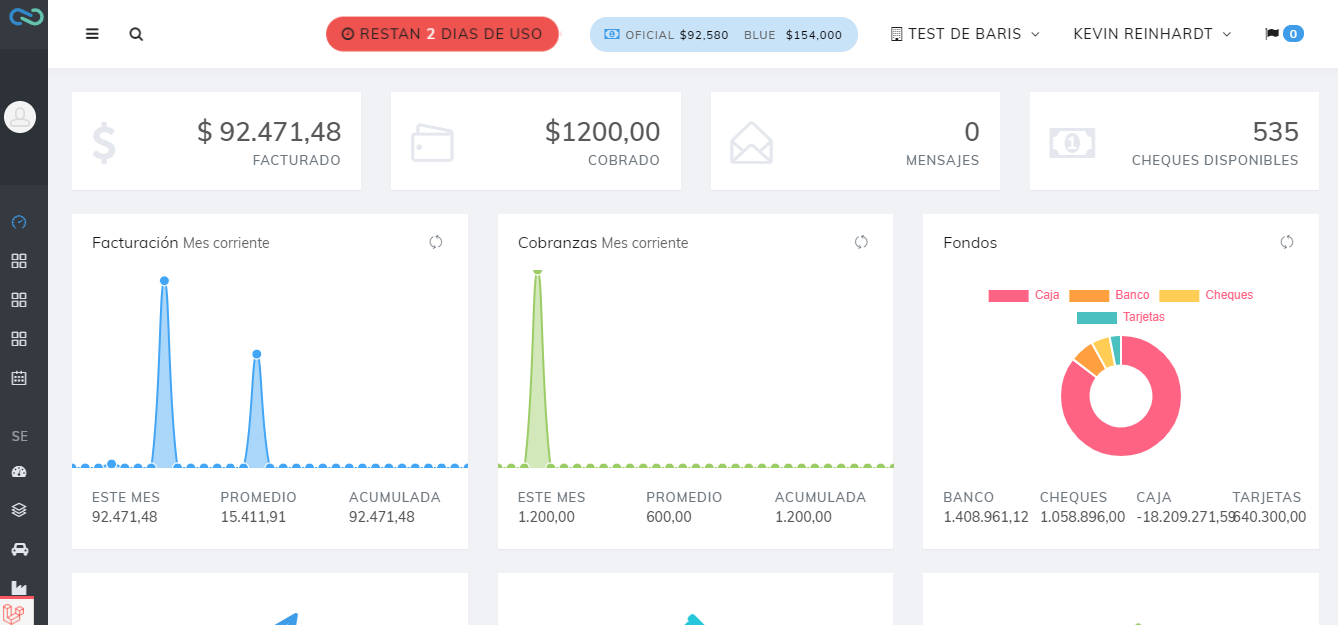 RESTAN 2 DIAS DE USO
OFICIAL $92,580 BLUE $154,000
TEST DE BARIS
KEVIN REINHARDT
0
$ 92.471,48
FACTURADO
$1200,00
COBRADO
0
MENSAJES
1
535
CHEQUES DISPONIBLES
Facturación Mes corriente
ESTE MES PROMEDIO ACUMULADA
92.471,48 15.411,91 92.471,48
Cobranzas Mes corriente
ESTE MES PROMEDIO ACUMULADA
1.200,00 600,00 1.200,00
Fondos
Caja Banco Cheques
Tarjetas
BANCO CHEQUES CAJA TARJETAS
1.408.961,12 1.058.896,00 -18.209.271,59 640.300,00
SE